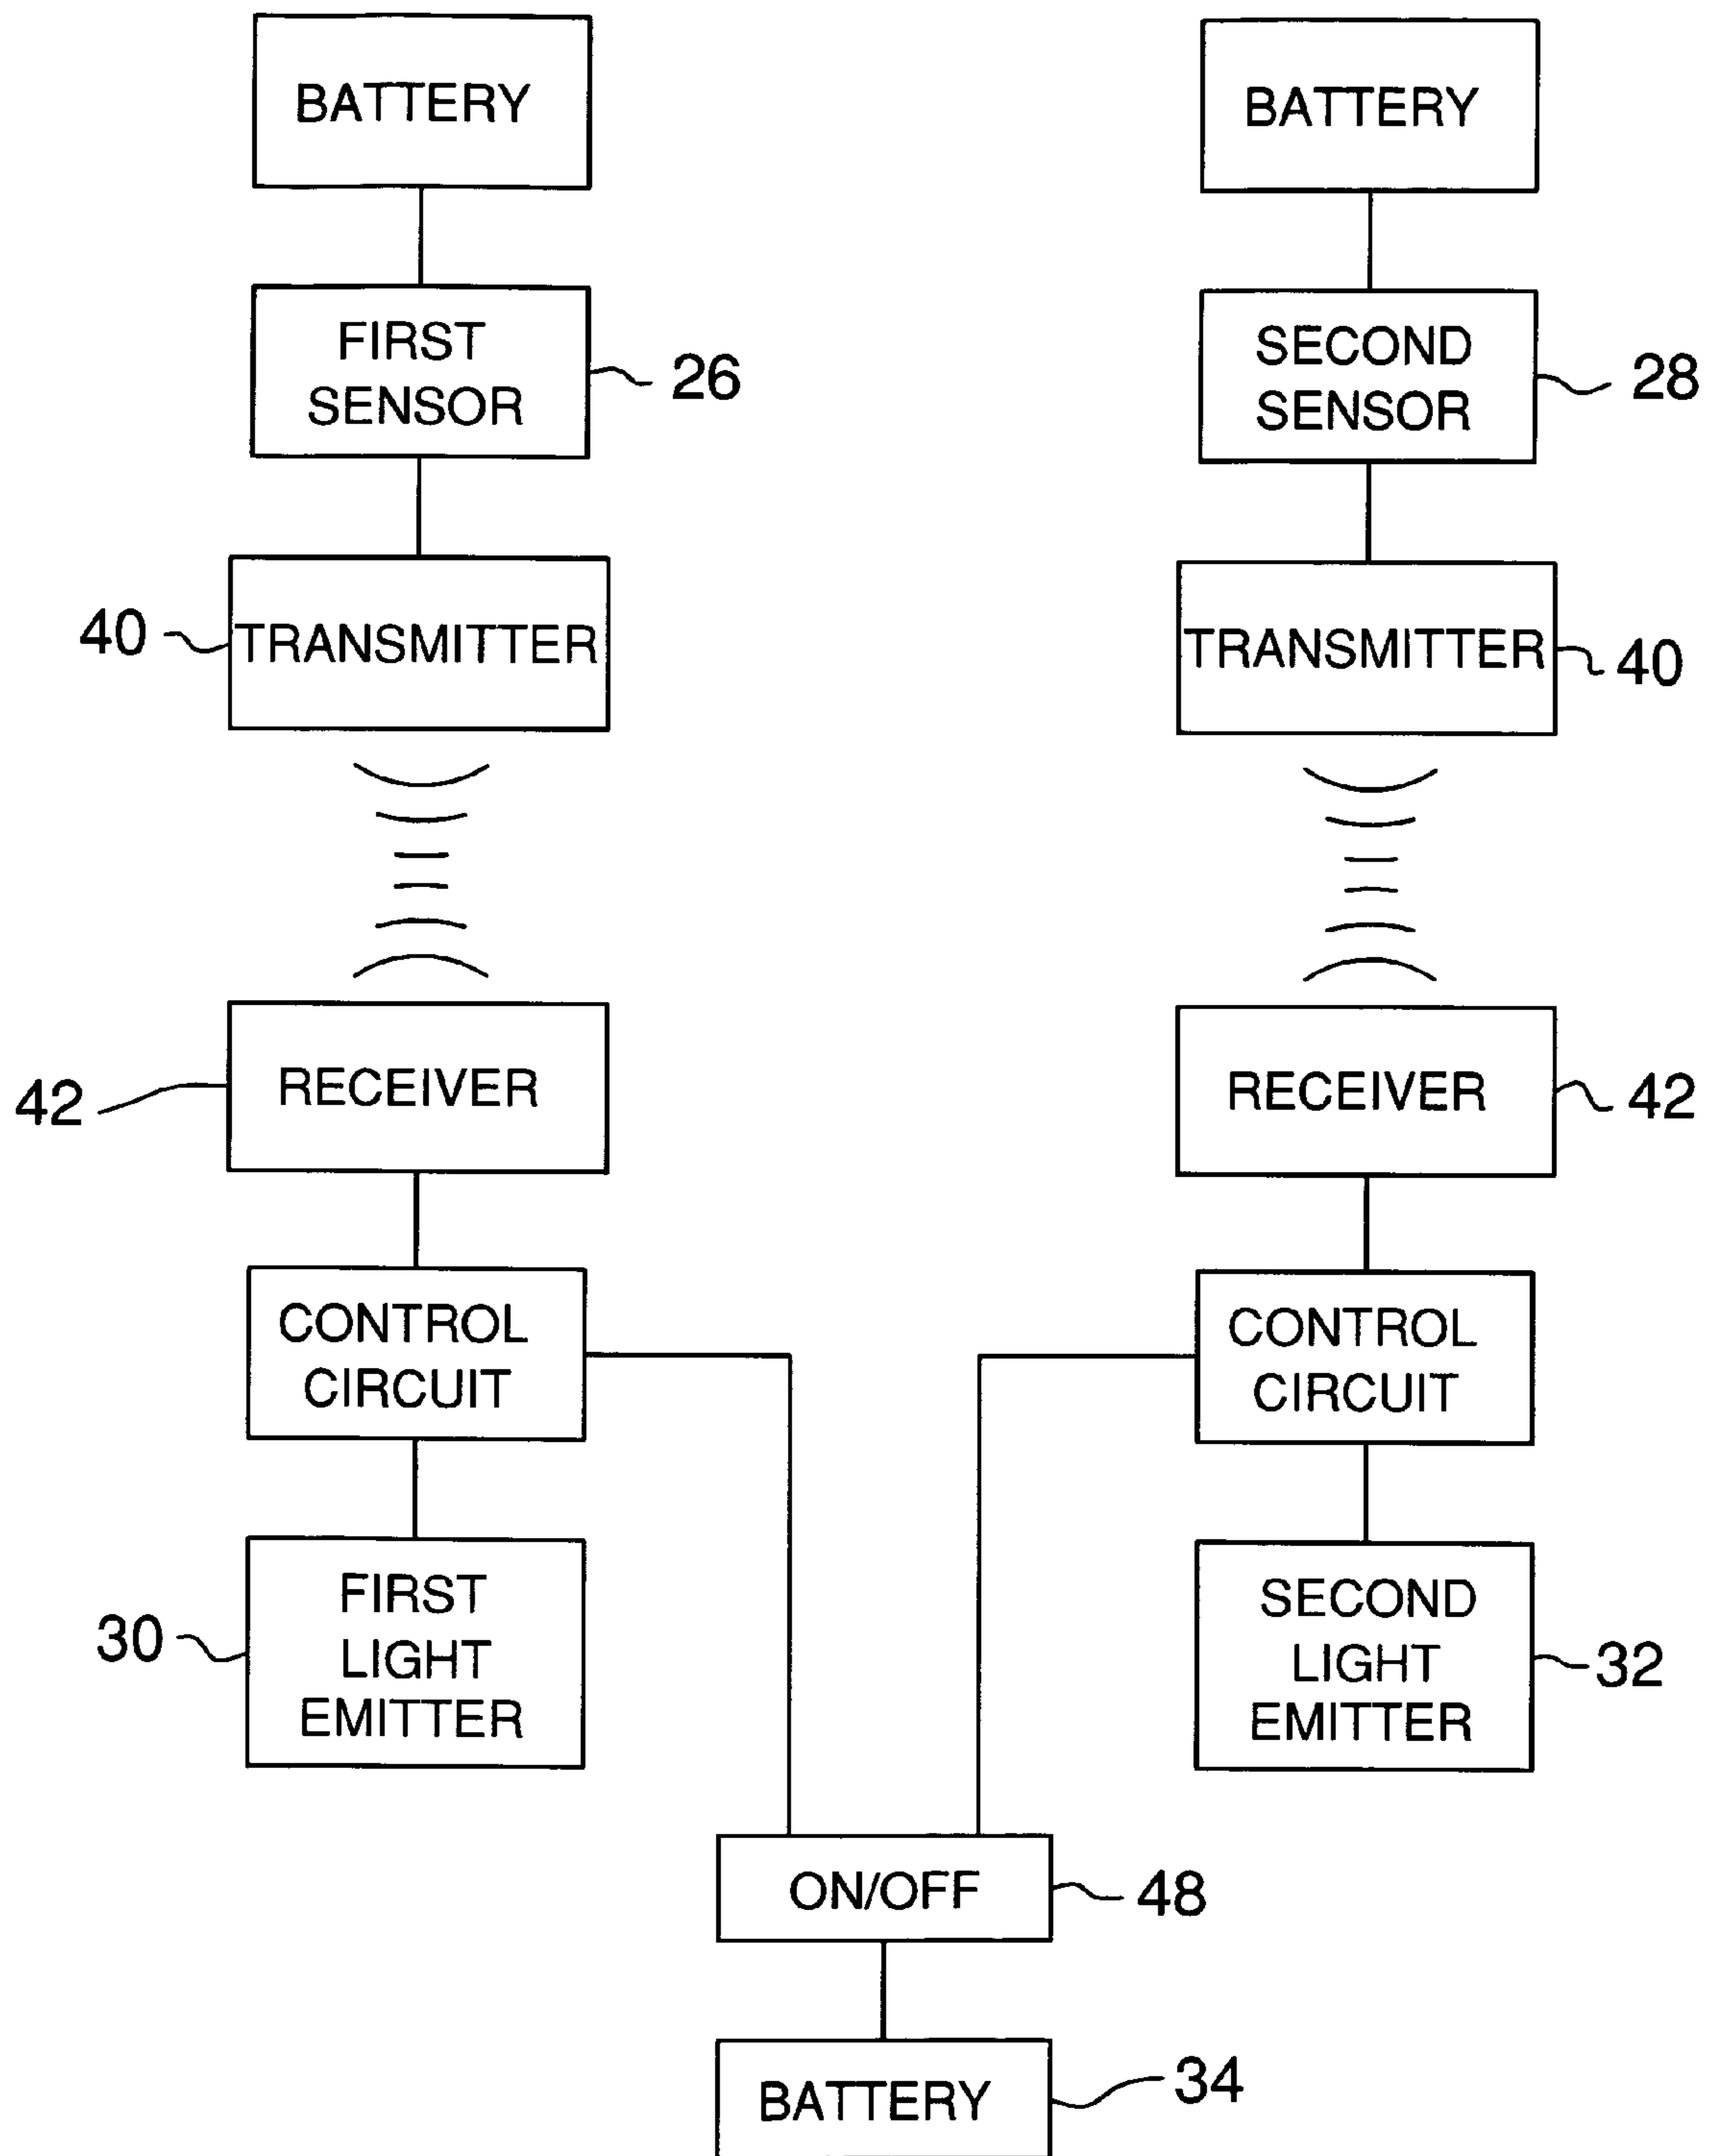 BATTERY
BATTERY
FIRST
SENSOR
26
SECOND
SENSOR
28
40
TRANSMITTER
TRANSMITTER
40
42
RECEIVER
RECEIVER
42
CONTROL
CIRCUIT
CONTROL
CIRCUIT
30
FIRST
LIGHT
EMITTER
SECOND
LIGHT
EMITTER
32
ON/OFF
48
BATTERY
34